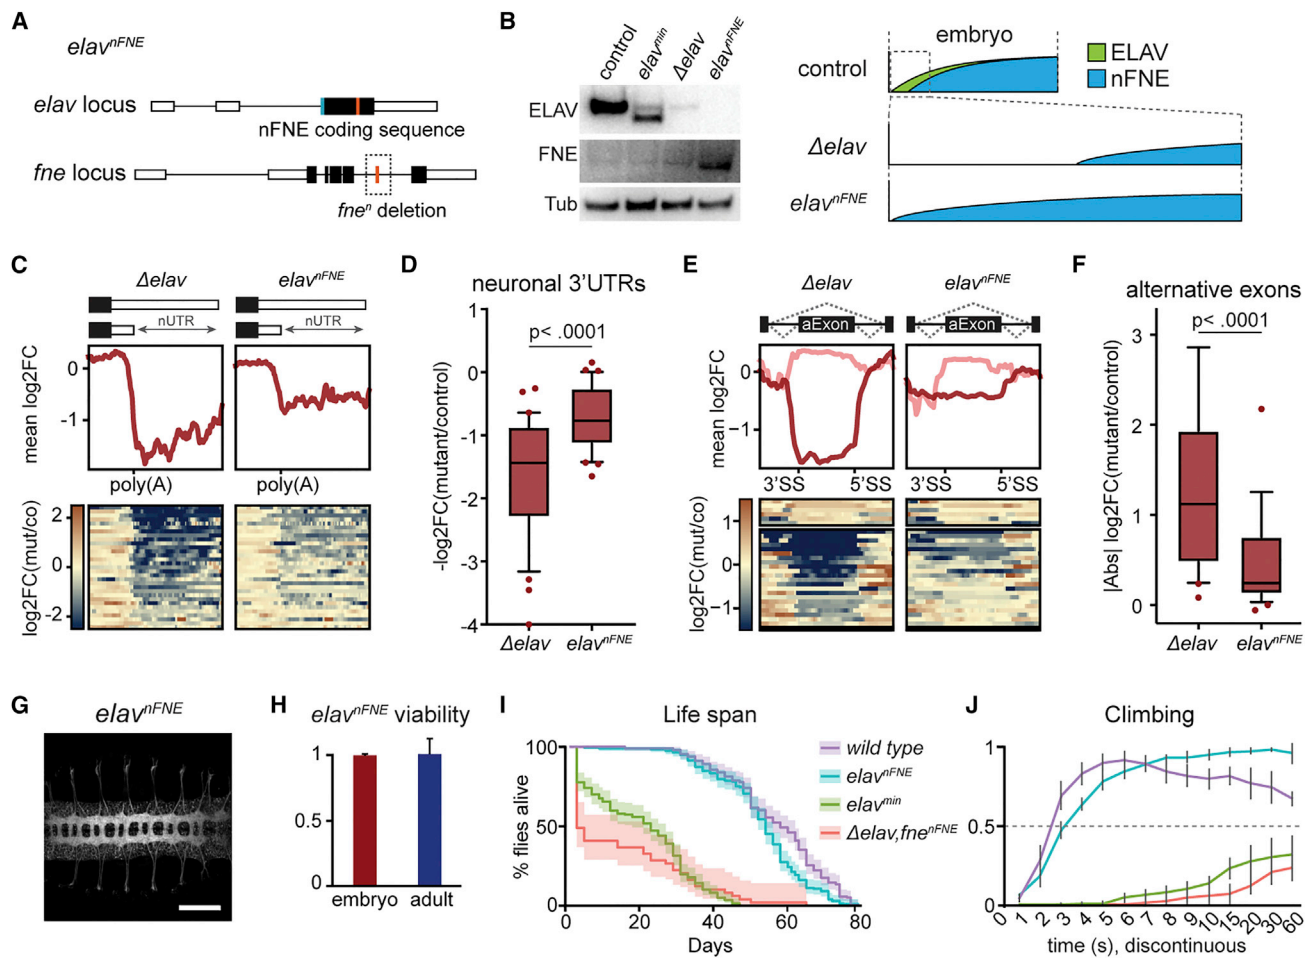 A
elavnFNE
elav locus
nFNE coding sequence
fne locus
fnen deletion
B
control
elavmin
Δelav
elavnFNE
ELAV
FNE
Tub
embryo
control
ELAV
nFNE
Δelav
elavnFNE
C
Δelav
elavnFNE
nUTR
nUTR
mean log2FC
0
-1
poly(A)
poly(A)
log2FC(mut/co)
2
0
-2
D
neuronal 3'UTRs
p< .0001
-log2FC(mutant/control)
1
0
-1
-2
-3
-4
Δelav
elavnFNE
E
Δelav
elavnFNE
aExon
aExon
mean log2FC
0
-1
3'SS
5'SS
3'SS
5'SS
log2FC(mut/co)
1
0
-1
F
alternative exons
p< .0001
|Abs| log2FC(mutant/control)
3
2
1
0
Δelav
elavnFNE
G
elavnFNE
H
elavnFNE viability
1
0.5
0
embryo
adult
I
Life span
% flies alive
100
50
0
0
20
40
60
80
Days
wild type
elavnFNE
elavmin
Δelav,fnenFNE
J
Climbing
1
0.5
0
0
1
2
3
4
5
6
7
8
9
10
15
20
30
60
time (s), discontinuous